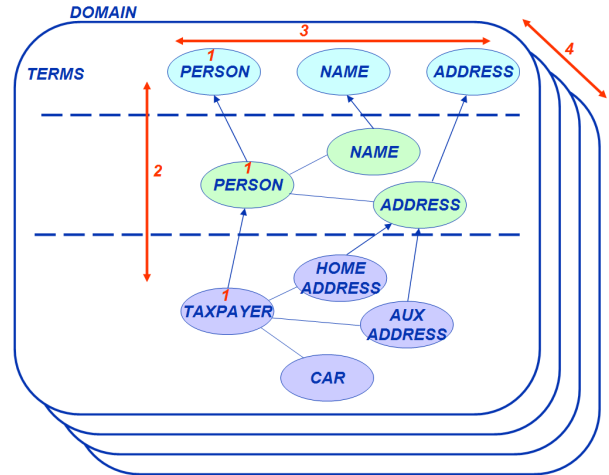 DOMAIN
3
4
TERMS
1
PERSON
NAME
ADDRESS
2
NAME
1
PERSON
ADDRESS
HOME
ADDRESS
1
TAXPAYER
AUX
ADDRESS
CAR